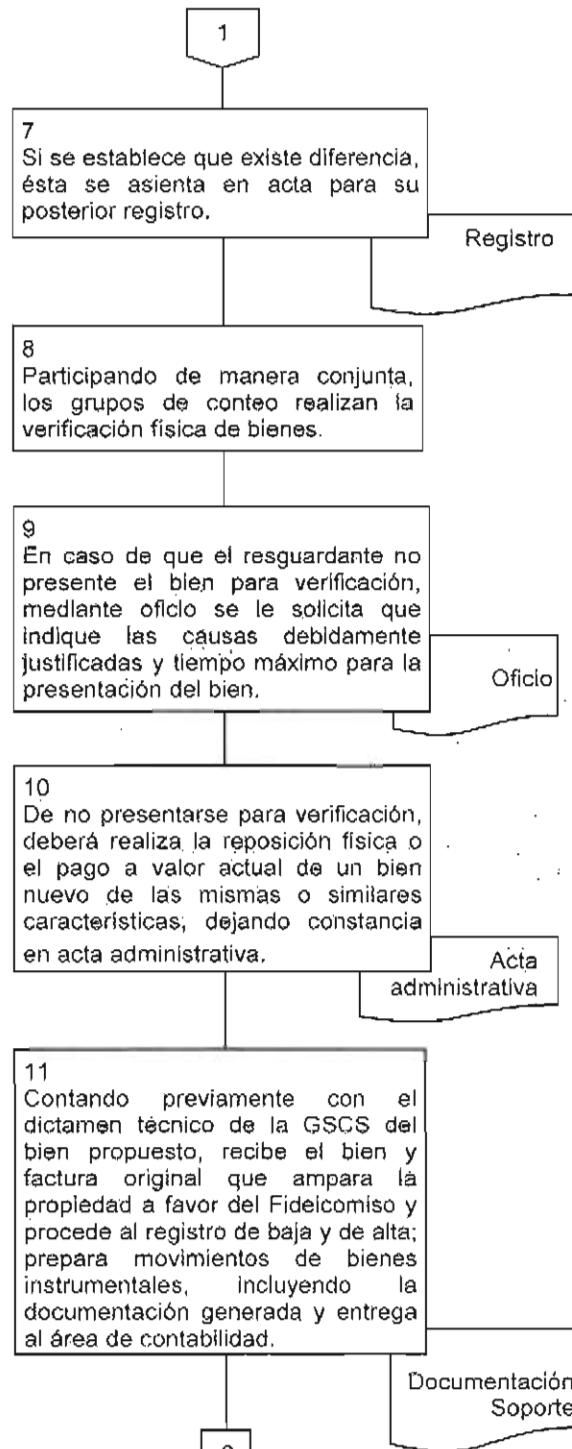 1
7
Si se establece que existe diferencia,
ésta se asienta en acta para su
posterior registro.
Registro
8
Participando de manera conjunta,
los grupos de conteo realizan la
verificación física de bienes.
9
En caso de que el resguardante no
presente el bien para verificación,
mediante oficio se le solicita que
indique las causas debidamente
justificadas y tiempo máximo para la
presentación del bien.
Oficio
10
De no presentarse para verificación,
deberá realiza la reposición física o
el pago a valor actual de un bien
nuevo de las mismas o similares
características, dejando constancia
en acta administrativa.
Acta
administrativa
11
Contando previamente con el
dictamen técnico de la GSCS del
bien propuesto, recibe el bien y
factura original que ampara la
propiedad a favor del Fideicomiso y
procede al registro de baja y de alta;
prepara movimientos de bienes
instrumentales, incluyendo la
documentación generada y entrega
al área de contabilidad.
Documentación
Soporte